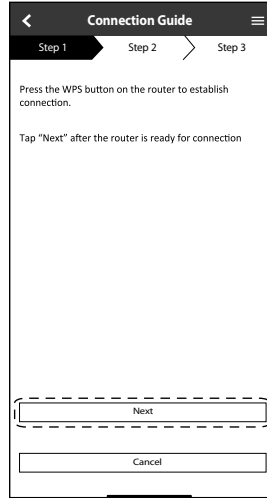 Connection Guide
Step 1
Step 2
Step 3
Press the WPS button on the router to establish
connection.
Tap “Next” after the router is ready for connection
Next
Cancel